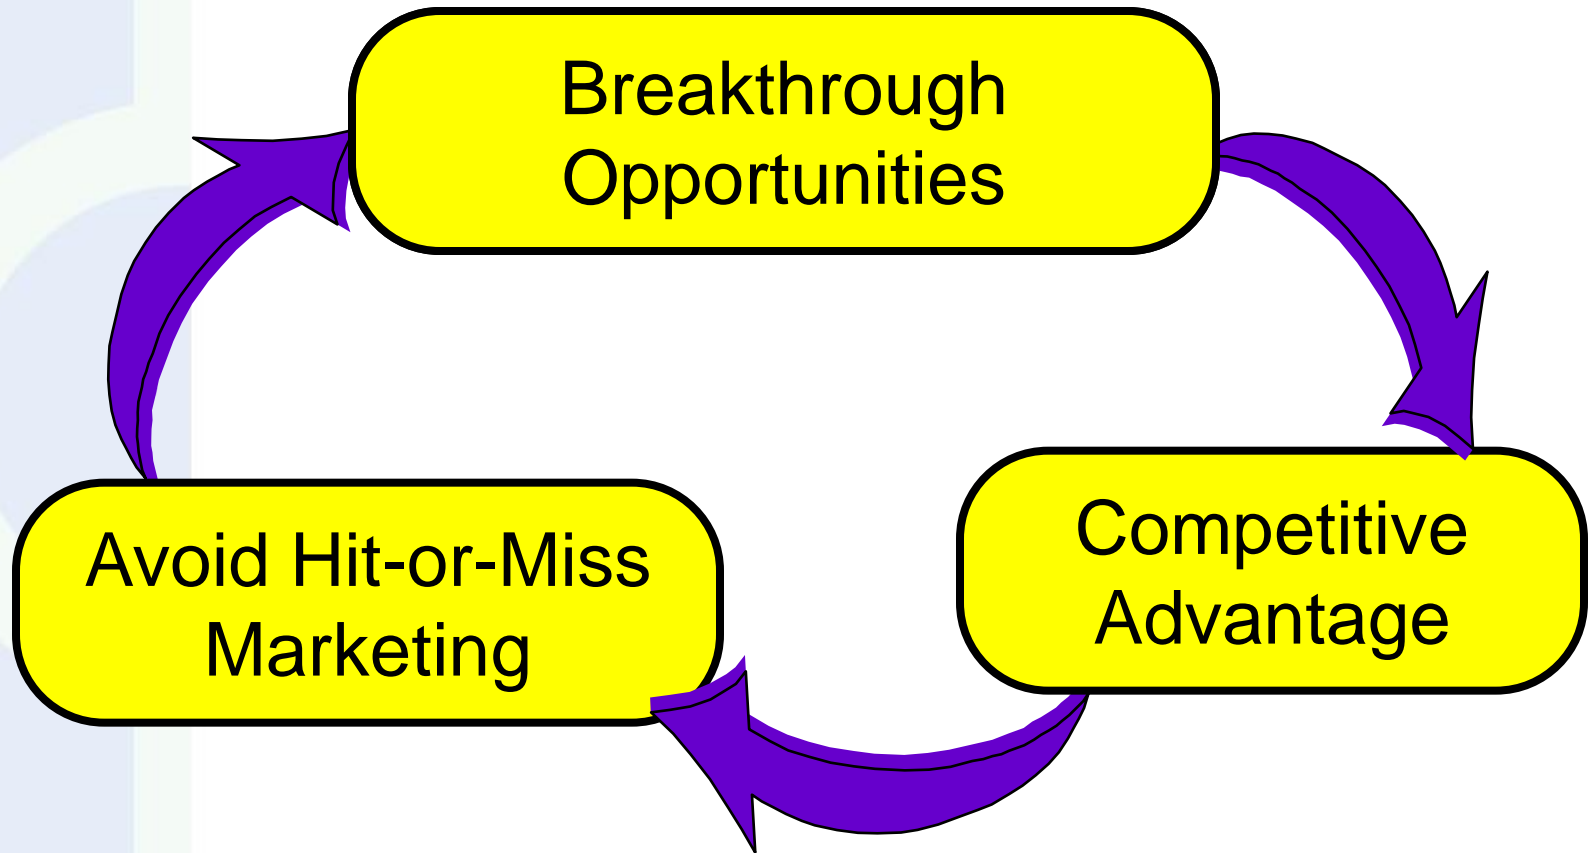 Breakthrough
Opportunities
Competitive
Advantage
Avoid Hit-or-Miss
Marketing